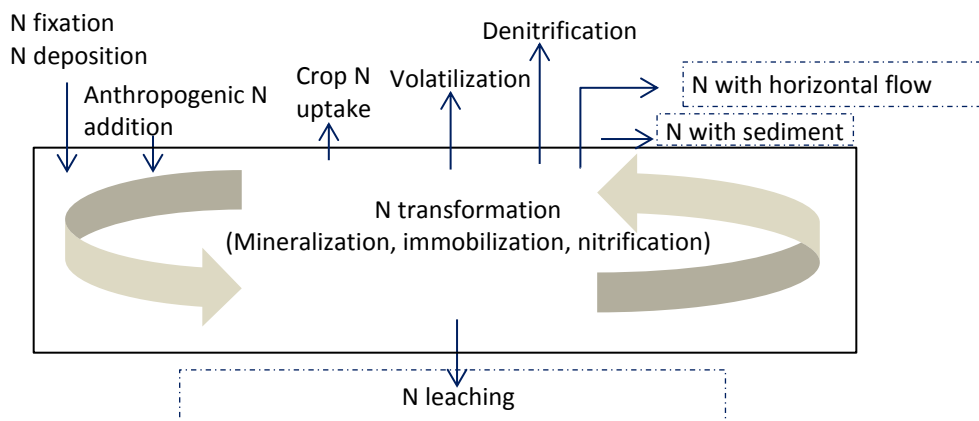 N fixation
N deposition
Anthropogenic N
addition
Crop N
uptake
Volatilization
Denitrification
N with horizontal flow
N with sediment
N transformation
(Mineralization, immobilization, nitrification)
N leaching